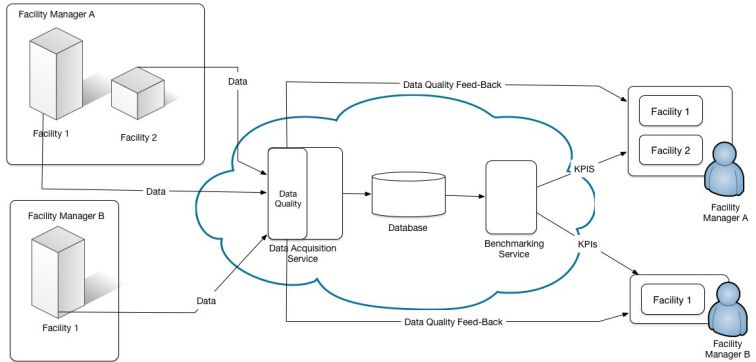 Facility Manager A
Facility 1
Facility 2
Data
Data
Facility Manager B
Facility 1
Data
Data
Quality
Data Acquisition
Service
Database
Benchmarking
Service
Data Quality Feed-Back
KPIS
KPIs
Data Quality Feed-Back
Facility 1
Facility 2
Facility
Manager A
Facility 1
Facility
Manager B